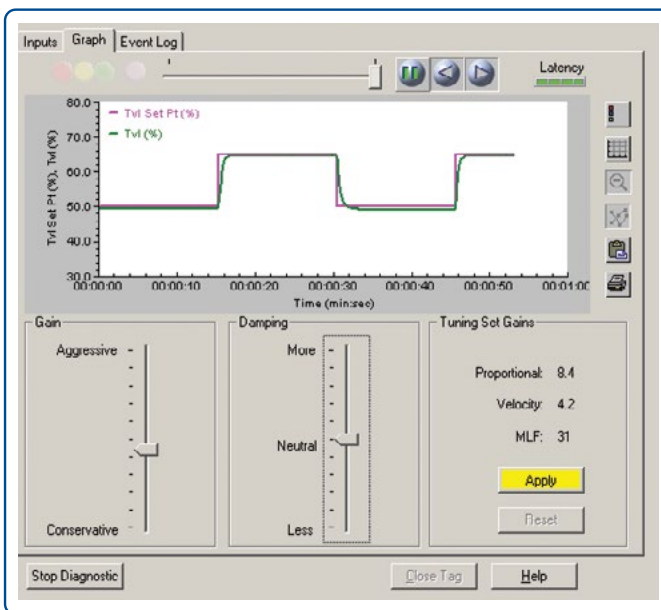 Inputs Graph Event Log
Latency
80.0
70.0
60.0
50.0
40.0
30.0
Tvl Set Pt (%), Tvl (%)
Tvl Set Pt (%)
Tvl (%)
00:00:00 00:00:10 00:00:20 00:00:30 00:00:40 00:00:50 00:01:00
Time (min:sec)
Gain
Aggressive
Conservative
Damping
More
Neutral
Less
Tuning Set Gains
Proportional: 8.4
Velocity: 4.2
MLF: 31
Apply
Reset
Stop Diagnostic Close Tag Help